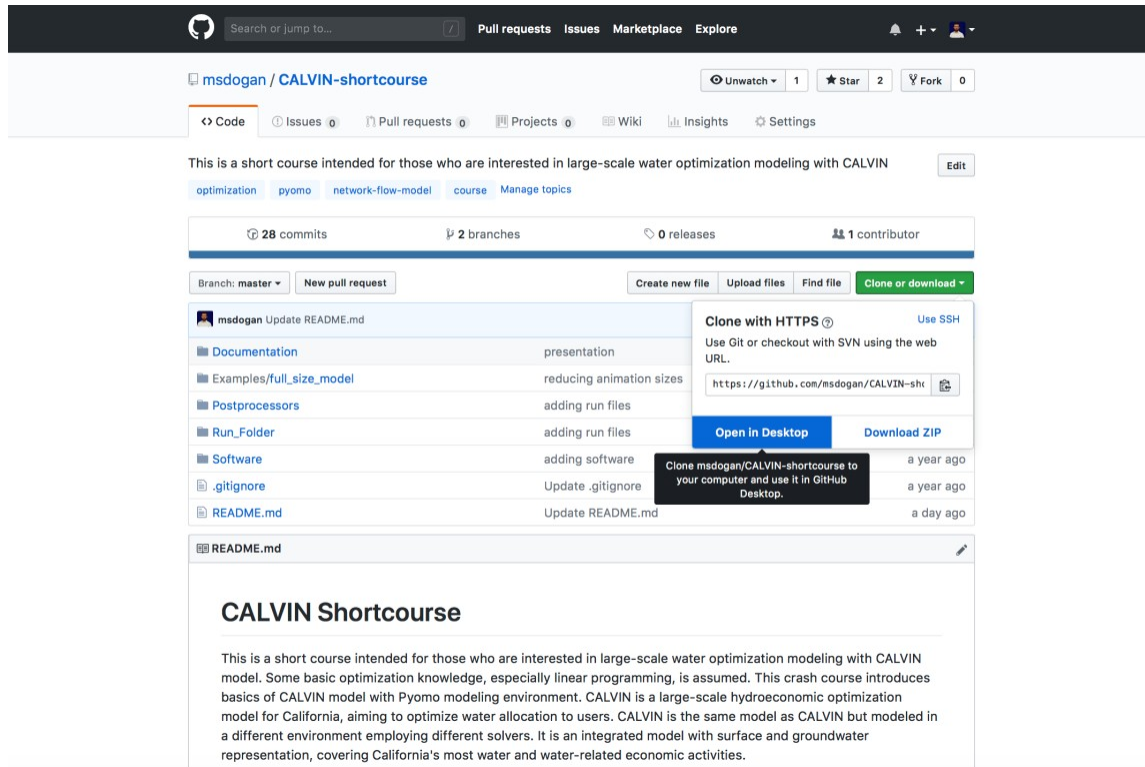 Search or jump to... / Pull requests Issues Marketplace Explore
msdogan / CALVIN-shortcourse Unwatch 1 Star 2 Fork 0
Code Issues 0 Pull requests 0 Projects 0 Wiki Insights Settings
This is a short course intended for those who are interested in large-scale water optimization modeling with CALVIN Edit
optimization pyomo network-flow-model course Manage topics
28 commits 2 branches 0 releases 1 contributor
Branch: master New pull request Create new file Upload files Find file Clone or download
msdogan Update README.md
Clone with HTTPS ? Use SSH
Use Git or checkout with SVN using the web
URL.
https://github.com/msdogan/CALVIN-sho
Open in Desktop Download ZIP
Clone msdogan/CALVIN-shortcourse to
your computer and use it in GitHub
Desktop.
Documentation presentation
Examples/full_size_model reducing animation sizes
Postprocessors adding run files
Run_Folder adding run files
Software adding software a year ago
.gitignore Update .gitignore a year ago
README.md Update README.md a day ago
README.md
CALVIN Shortcourse
This is a short course intended for those who are interested in large-scale water optimization modeling with CALVIN
model. Some basic optimization knowledge, especially linear programming, is assumed. This crash course introduces
basics of CALVIN model with Pyomo modeling environment. CALVIN is a large-scale hydroeconomic optimization
model for California, aiming to optimize water allocation to users. CALVIN is the same model as CALVIN but modeled in
a different environment employing different solvers. It is an integrated model with surface and groundwater
representation, covering California's most water and water-related economic activities.